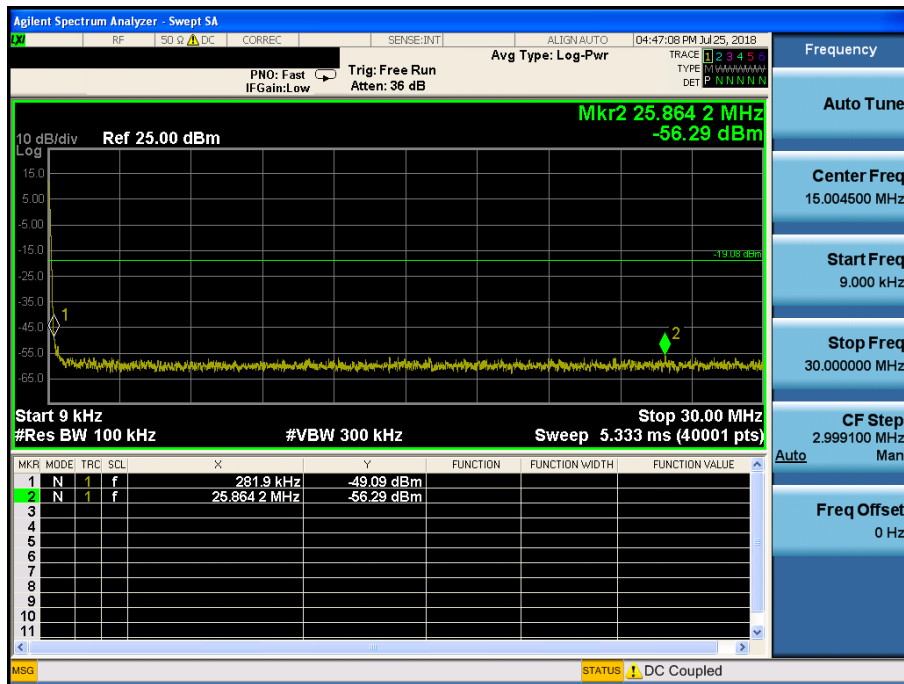 Agilent Spectrum Analyzer - Swept SA
LXI RF 50 Ω DC CORREC SENSE:INT ALIGN AUTO 04:47:08 PM Jul 25, 2018
Avg Type: Log-Pwr
TRACE 1 2 3 4 5 6
TYPE M W W W W W
DET P N N N N N
PNO: Fast Trig: Free Run
IFGain:Low Atten: 36 dB
Mkr2 25.864 2 MHz
-56.29 dBm
10 dB/div Ref 25.00 dBm
Log
15.0
5.00
-5.00
-15.0
-19.08 dBm
-25.0
-35.0
1
-45.0
2
-55.0
-65.0
Start 9 kHz Stop 30.00 MHz
#Res BW 100 kHz #VBW 300 kHz Sweep 5.333 ms (40001 pts)
MKR MODE TRC SCL X Y FUNCTION FUNCTION WIDTH FUNCTION VALUE
1 N 1 f 281.9 kHz -49.09 dBm
2 N 1 f 25.864 2 MHz -56.29 dBm
3
4
5
6
7
8
9
10
11
MSG STATUS DC Coupled
Frequency
Auto Tune
Center Freq
15.004500 MHz
Start Freq
9.000 kHz
Stop Freq
30.000000 MHz
CF Step
2.999100 MHz
Auto Man
Freq Offset
0 Hz